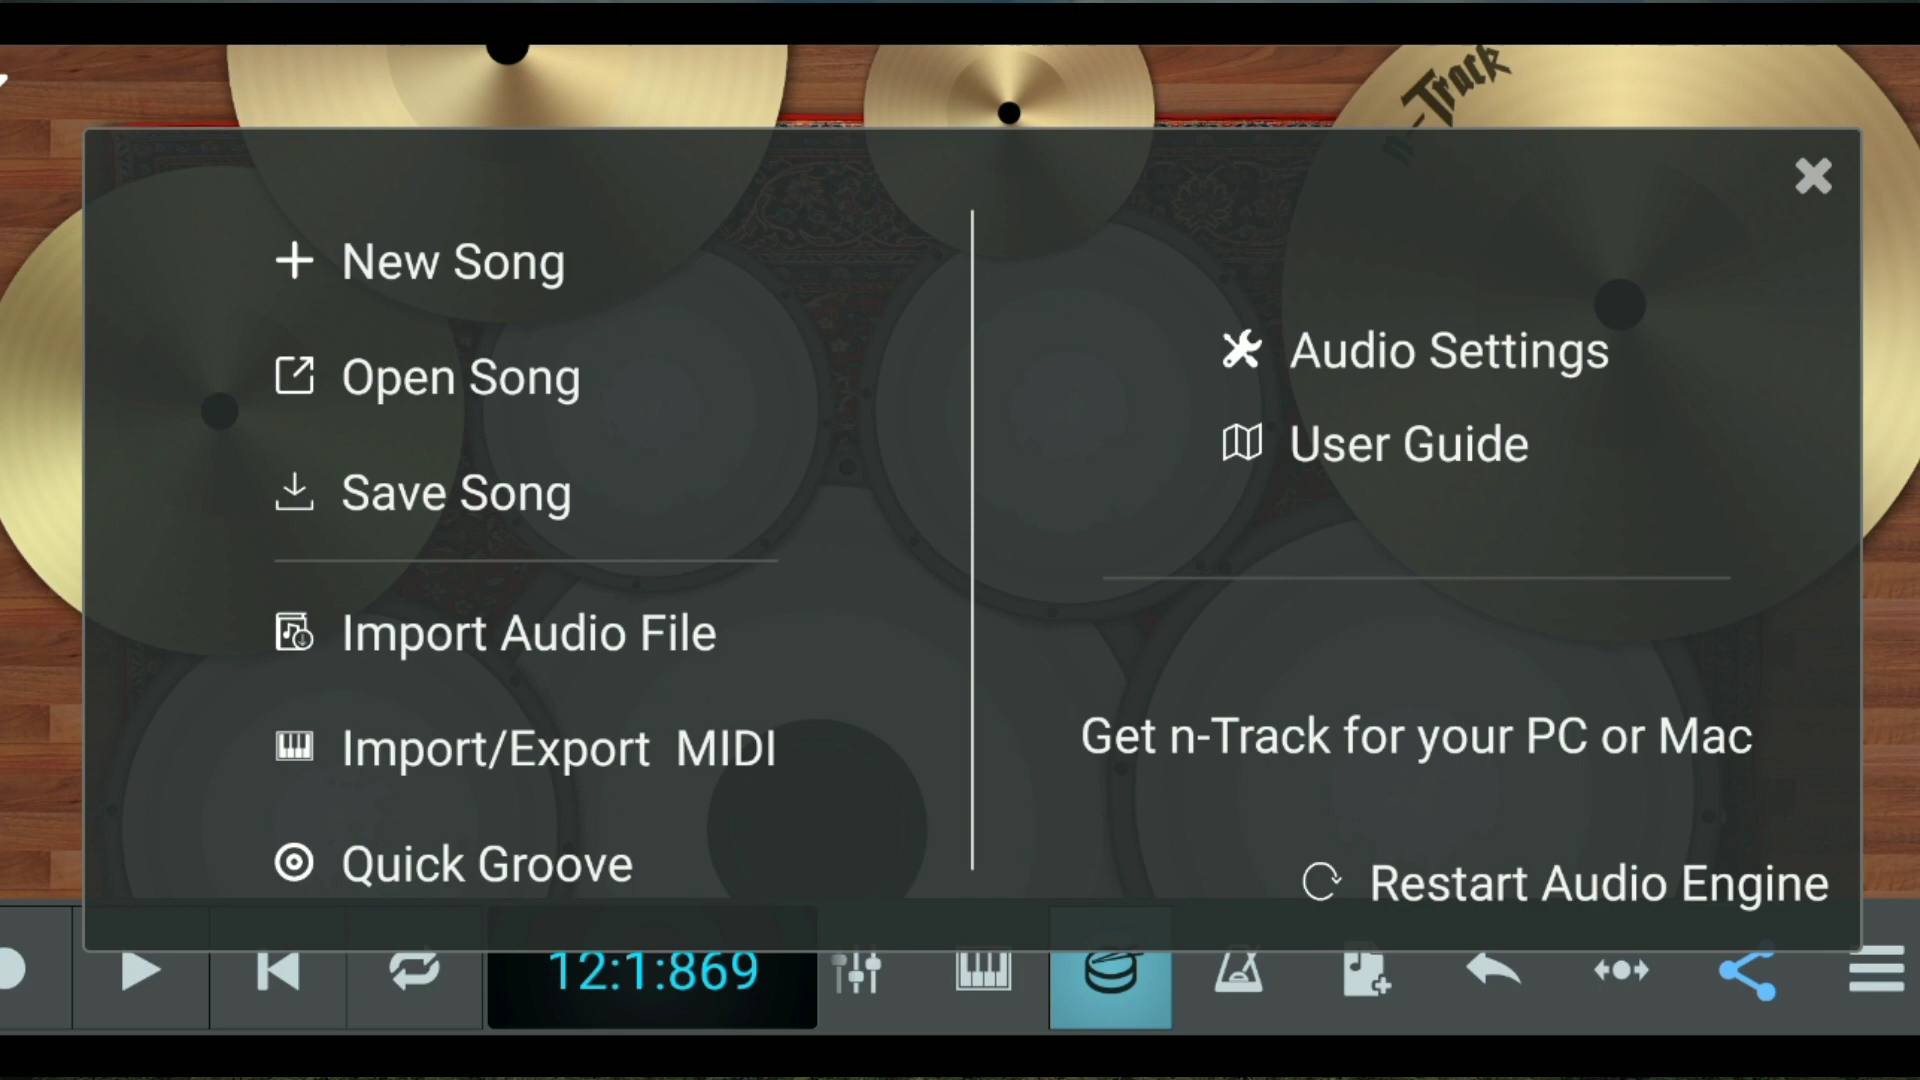 n-Track
New Song
Open Song
Save Song
Import Audio File
Import/Export MIDI
Quick Groove
Audio Settings
User Guide
Get n-Track for your PC or Mac
Restart Audio Engine
12:1:869